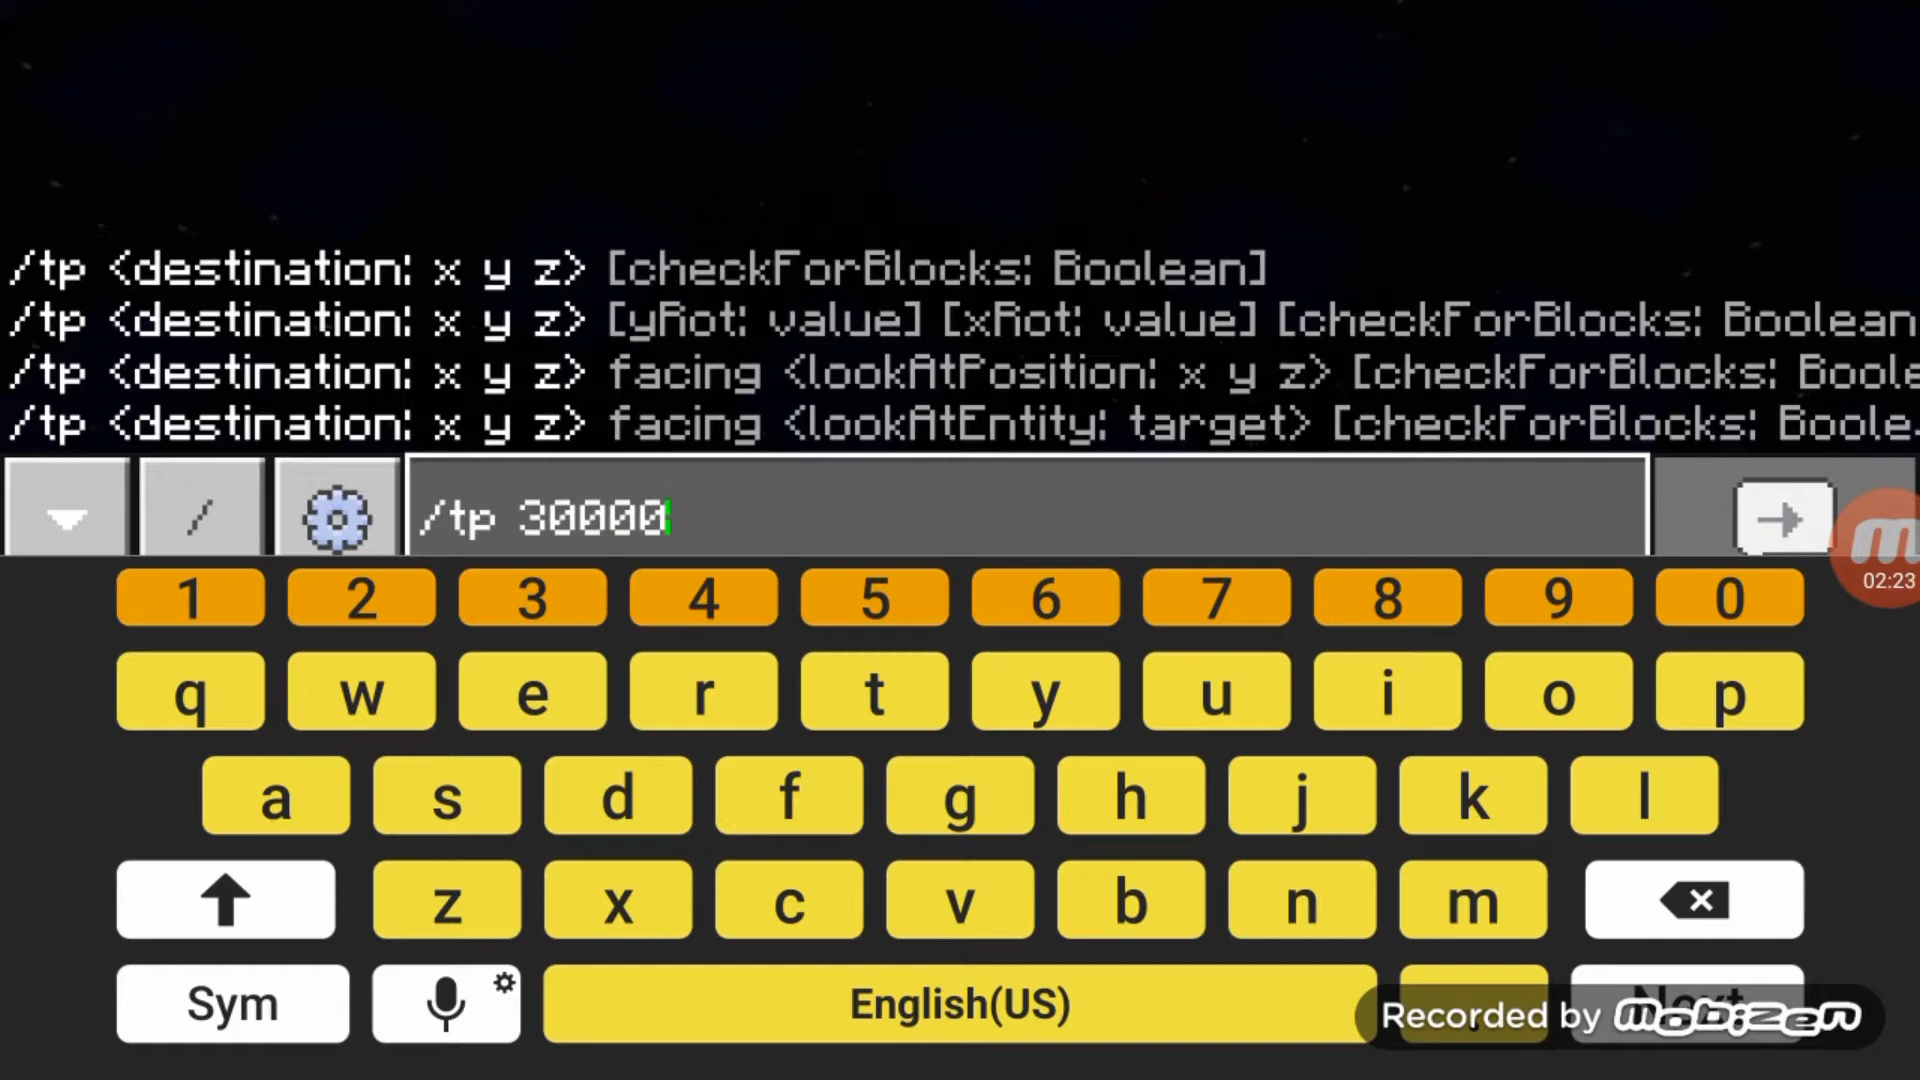 /tp <destination: x y z> [checkForBlocks: Boolean]
/tp <destination: x y z> [yRot: value] [xRot: value] [checkForBlocks: Boolean
/tp <destination: x y z> facing <lookAtPosition: x y z> [checkForBlocks: Boole
/tp <destination: x y z> facing <lookAtEntity: target> [checkForBlocks: Boole.
/ /tp 30000
m
02:23
1 2 3 4 5 6 7 8 9 0
q w e r t y u i o p
a s d f g h j k l
z x c v b n m
Sym English(US) . Next
Recorded by mobizen